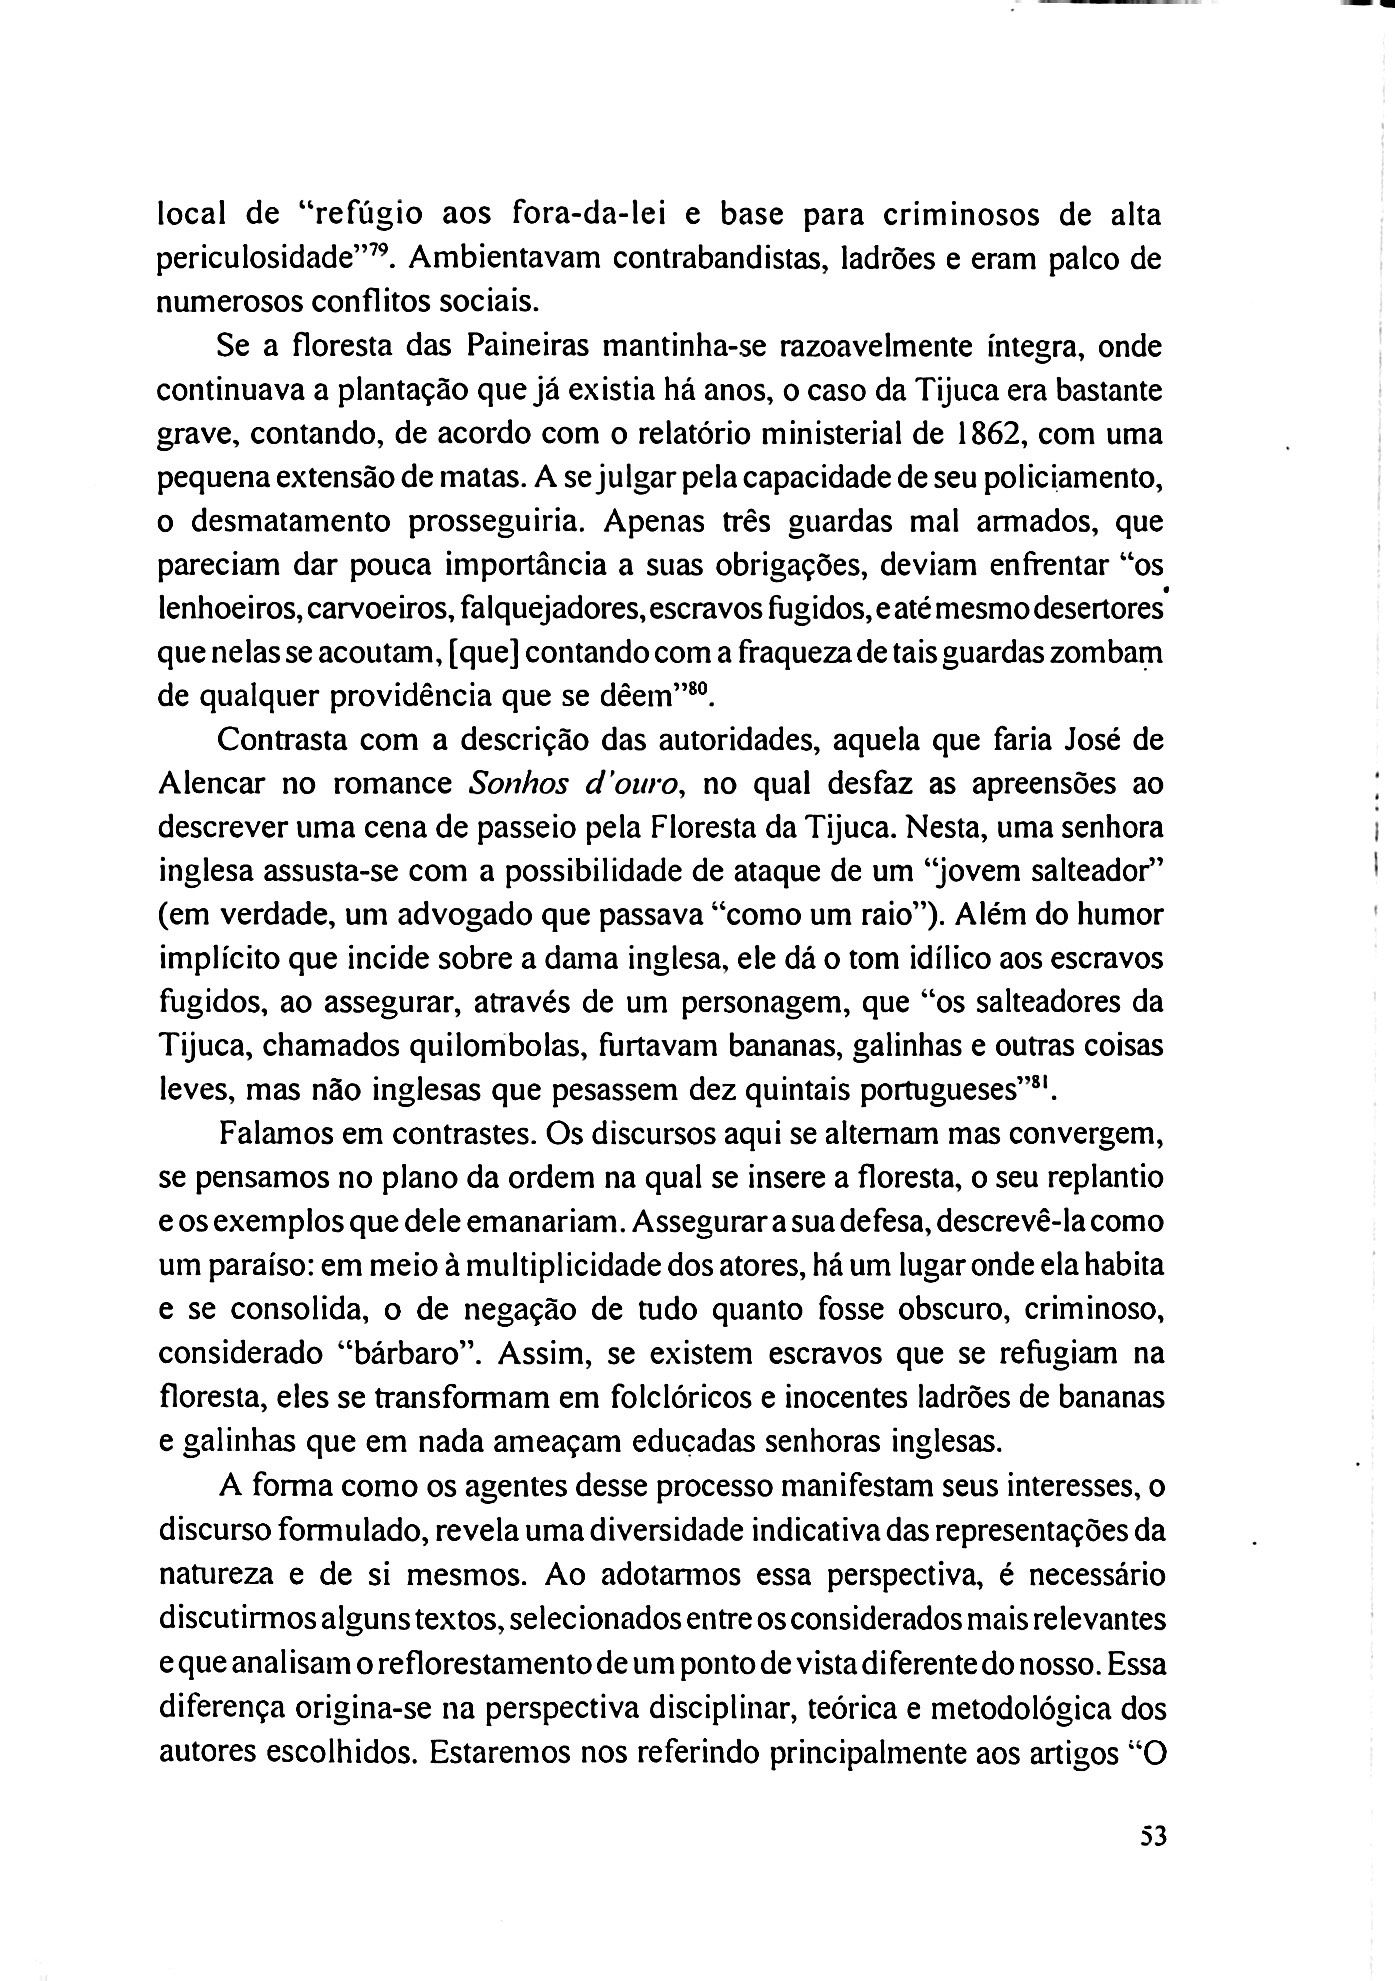 local de “refúgio aos fora-da-lei e base para criminosos de alta
periculosidade”⁷⁹. Ambientavam contrabandistas, ladrões e eram palco de
numerosos conflitos sociais.
Se a floresta das Paineiras mantinha-se razoavelmente íntegra, onde
continuava a plantação que já existia há anos, o caso da Tijuca era bastante
grave, contando, de acordo com o relatório ministerial de 1862, com uma
pequena extensão de matas. A se julgar pela capacidade de seu policiamento,
o desmatamento prosseguiria. Apenas três guardas mal armados, que
pareciam dar pouca importância a suas obrigações, deviam enfrentar “os
lenhoeiros, carvoeiros, falquejadores, escravos fugidos, e até mesmo desertores
que nelas se acoutam, [que] contando com a fraqueza de tais guardas zombam
de qualquer providência que se dêem”⁸⁰.
Contrasta com a descrição das autoridades, aquela que faria José de
Alencar no romance Sonhos d'ouro, no qual desfaz as apreensões ao
descrever uma cena de passeio pela Floresta da Tijuca. Nesta, uma senhora
inglesa assusta-se com a possibilidade de ataque de um “jovem salteador”
(em verdade, um advogado que passava “como um raio”). Além do humor
implícito que incide sobre a dama inglesa, ele dá o tom idílico aos escravos
fugidos, ao assegurar, através de um personagem, que “os salteadores da
Tijuca, chamados quilombolas, furtavam bananas, galinhas e outras coisas
leves, mas não inglesas que pesassem dez quintais portugueses”⁸¹.
Falamos em contrastes. Os discursos aqui se alternam mas convergem,
se pensamos no plano da ordem na qual se insere a floresta, o seu replantio
e os exemplos que dele emanariam. Assegurar a sua defesa, descrevê-la como
um paraíso: em meio à multiplicidade dos atores, há um lugar onde ela habita
e se consolida, o de negação de tudo quanto fosse obscuro, criminoso,
considerado “bárbaro”. Assim, se existem escravos que se refugiam na
floresta, eles se transformam em folclóricos e inocentes ladrões de bananas
e galinhas que em nada ameaçam educadas senhoras inglesas.
A forma como os agentes desse processo manifestam seus interesses, o
discurso formulado, revela uma diversidade indicativa das representações da
natureza e de si mesmos. Ao adotarmos essa perspectiva, é necessário
discutirmos alguns textos, selecionados entre os considerados mais relevantes
e que analisam o reflorestamento de um ponto de vista diferente do nosso. Essa
diferença origina-se na perspectiva disciplinar, teórica e metodológica dos
autores escolhidos. Estaremos nos referindo principalmente aos artigos “O
53